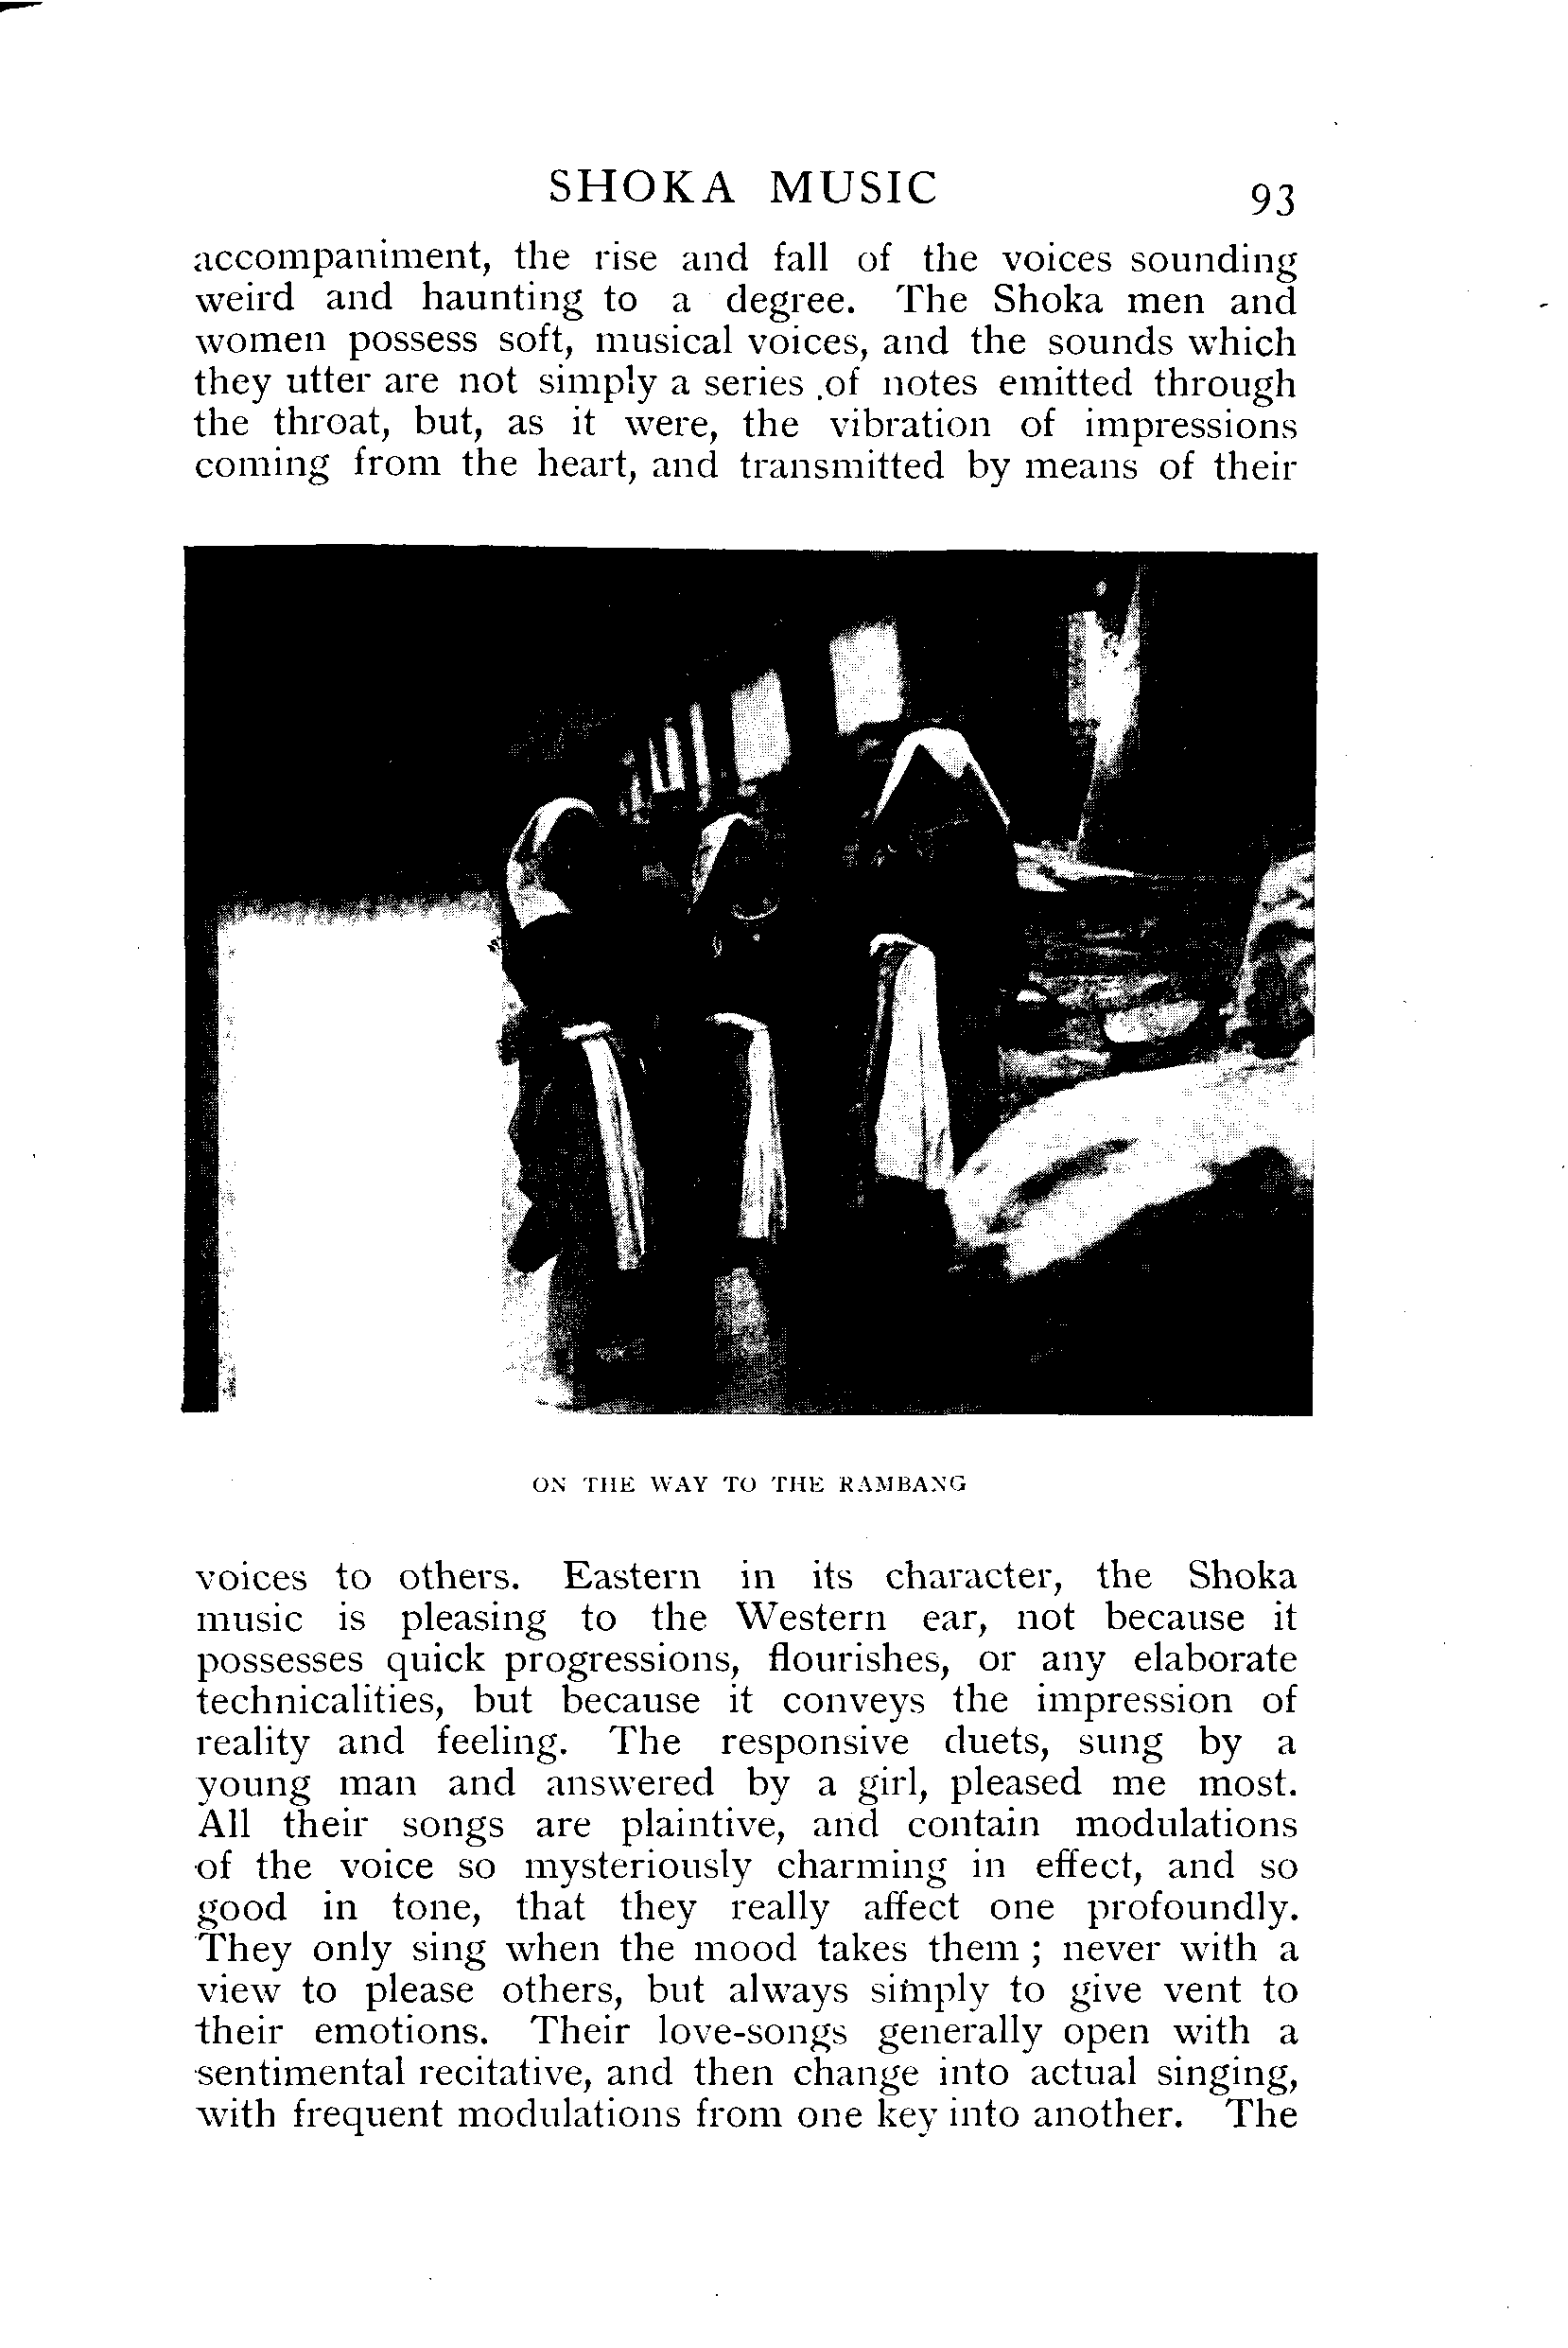 SHOKA MUSIC 93
accompaniment, the rise and fall of the voices sounding
weird and haunting to a degree. The Shoka men and
women possess soft, musical voices, and the sounds which
they utter are not simply a series of notes emitted through
the throat, but, as it were, the vibration of impressions
coming from the heart, and transmitted by means of their
ON THE WAY TO THE RAMBANG
voices to others. Eastern in its character, the Shoka
music is pleasing to the Western ear, not because it
possesses quick progressions, flourishes, or any elaborate
technicalities, but because it conveys the impression of
reality and feeling. The responsive duets, sung by a
young man and answered by a girl, pleased me most.
All their songs are plaintive, and contain modulations
of the voice so mysteriously charming in effect, and so
good in tone, that they really affect one profoundly.
They only sing when the mood takes them ; never with a
view to please others, but always simply to give vent to
their emotions. Their love-songs generally open with a
sentimental recitative, and then change into actual singing,
with frequent modulations from one key into another. The